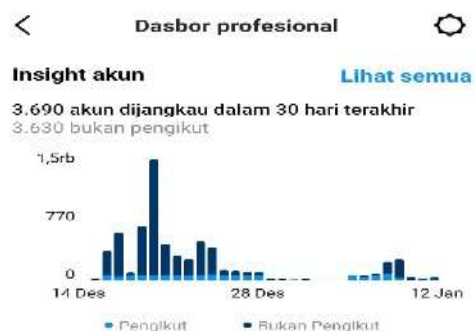 Dasbor profesional
Insight akun Lihat semua
3.690 akun dijangkau dalam 30 hari terakhir
3.630 bukan pengikut
1,5rb
770
0
14 Des 28 Des 12 Jan
Pengikut Bukan Pengikut